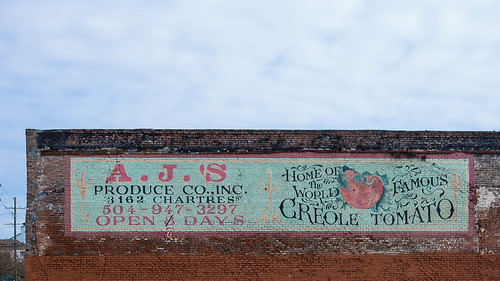 A.J.'S
PRODUCE CO., INC.
3162 CHARTRES ST
504-947-3297
OPEN 7 DAYS
HOME OF
The
WORLD FAMOUS
CREOLE TOMATO